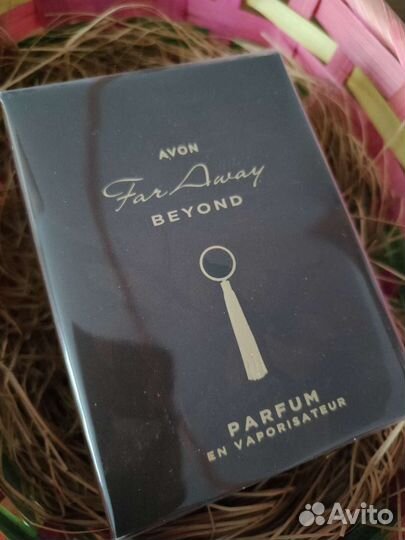 AVON
Far Away
BEYOND
PARFUM
EN VAPORISATEUR
Avito